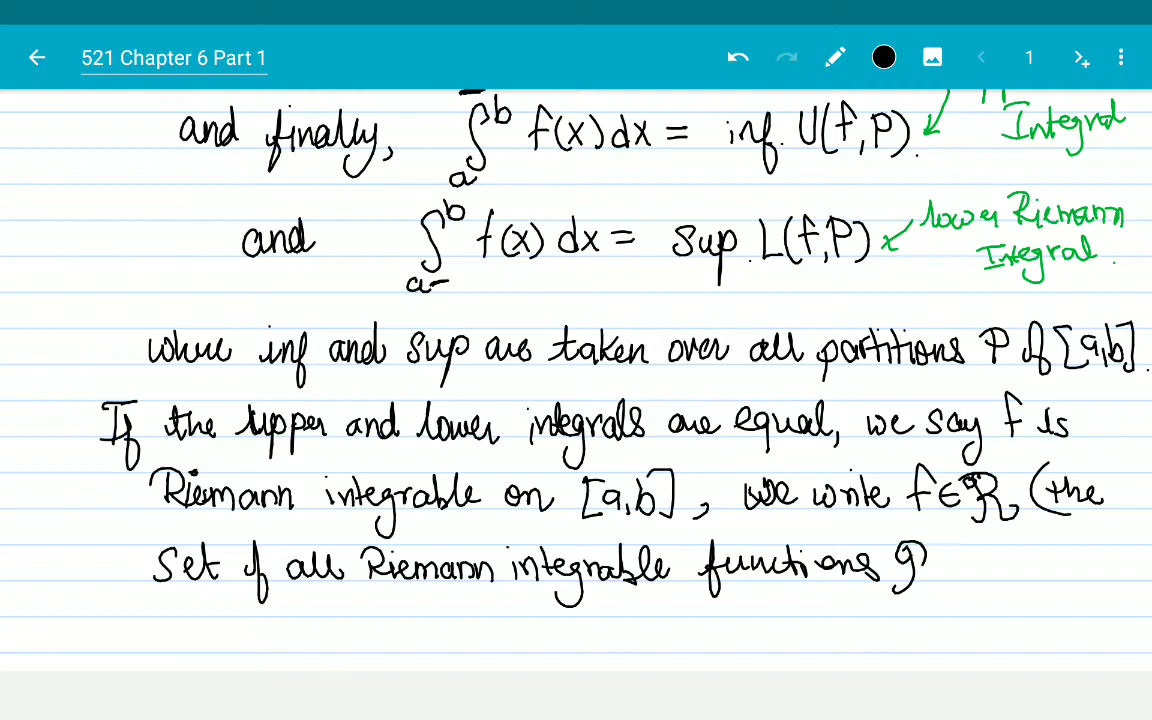 521 Chapter 6 Part 1
1
and finally, ∫̅ₐᵇ f(x)dx = inf. U(f,P).
Integral
and ∫̲ₐᵇ f(x) dx = sup. L(f,P)
lower Riemann
Integral.
where inf and sup are taken over all partitions P of [a,b].
If the upper and lower integrals are equal, we say f is
Riemann integrable on [a,b], we write f∈ℛ, (the
set of all Riemann integrable functions